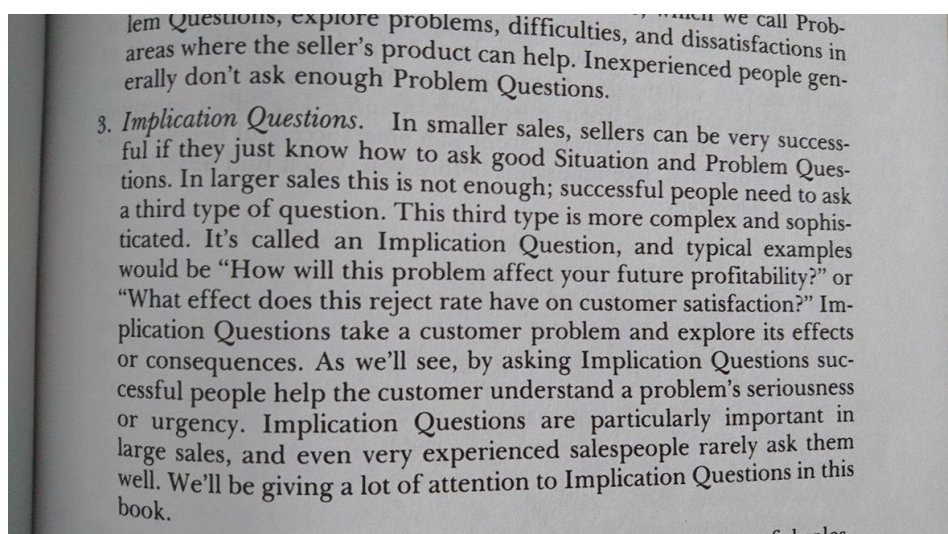 which we call Prob-
lem Questions, explore problems, difficulties, and dissatisfactions in
areas where the seller's product can help. Inexperienced people gen-
erally don't ask enough Problem Questions.
3. Implication Questions. In smaller sales, sellers can be very success-
ful if they just know how to ask good Situation and Problem Ques-
tions. In larger sales this is not enough; successful people need to ask
a third type of question. This third type is more complex and sophis-
ticated. It's called an Implication Question, and typical examples
would be “How will this problem affect your future profitability?” or
“What effect does this reject rate have on customer satisfaction?” Im-
plication Questions take a customer problem and explore its effects
or consequences. As we'll see, by asking Implication Questions suc-
cessful people help the customer understand a problem's seriousness
or urgency. Implication Questions are particularly important in
large sales, and even very experienced salespeople rarely ask them
well. We'll be giving a lot of attention to Implication Questions in this
book.